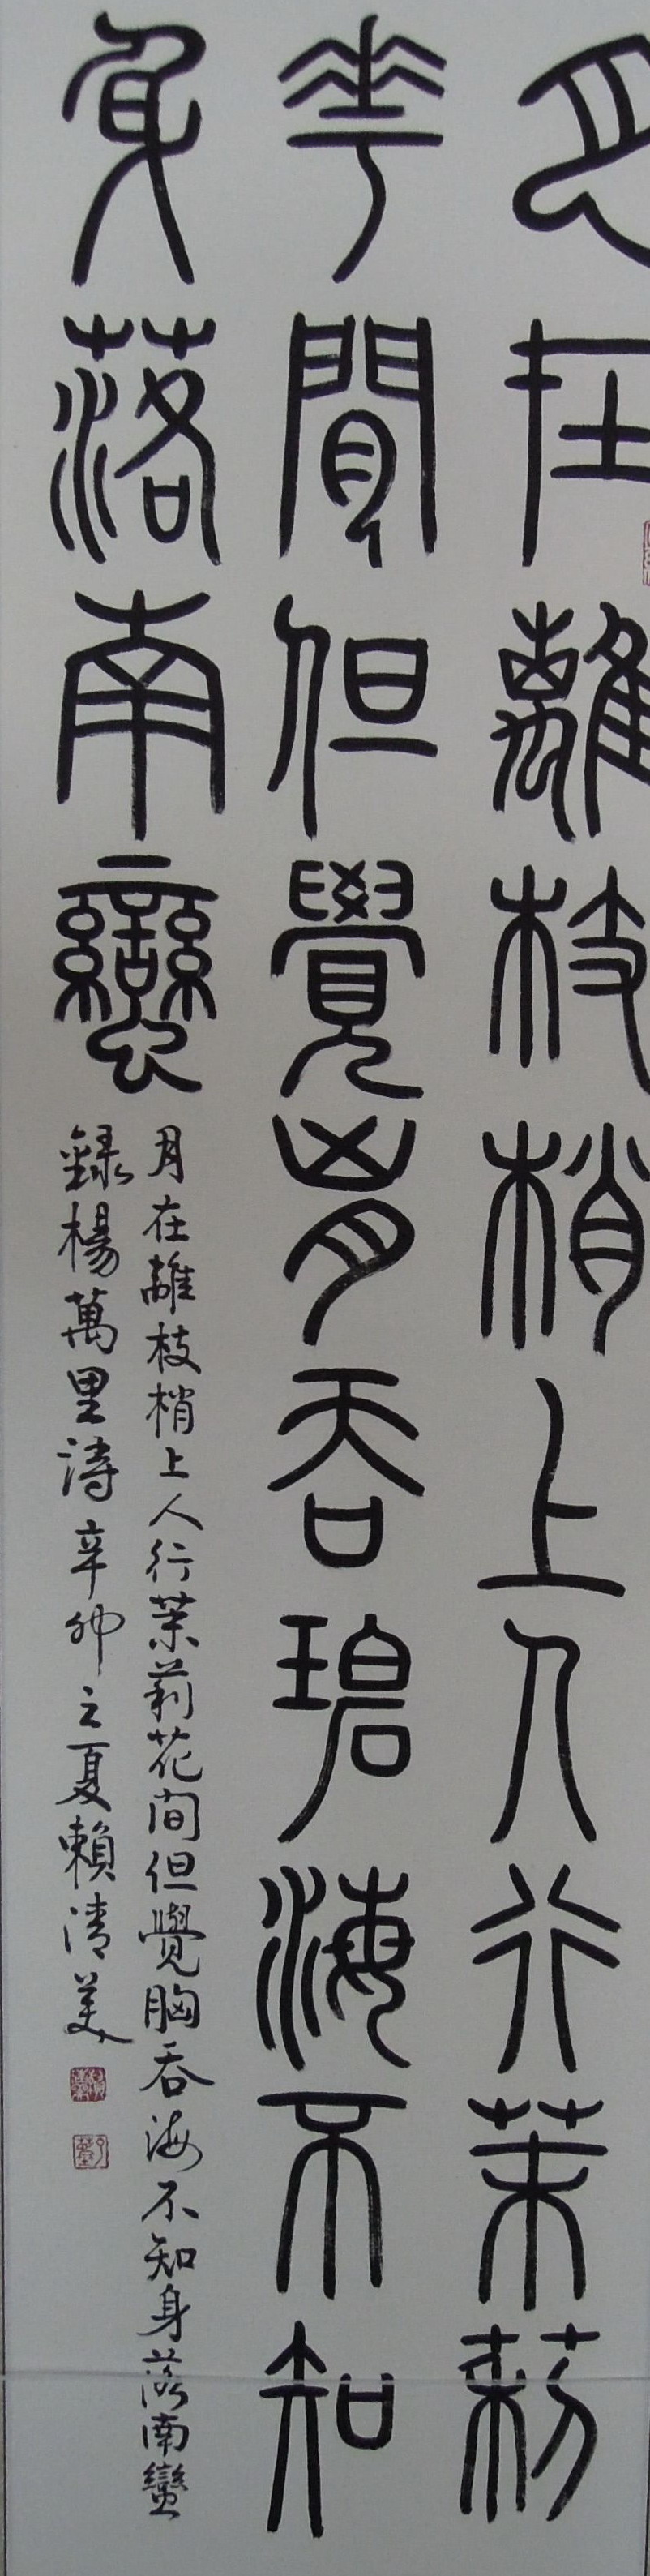 月在離枝梢上人行茉莉
花間但覺胸吞碧海不知
身落南蠻
月在離枝梢上人行茉莉花间但覺胸吞海不知身落南蠻
錄楊萬里詩辛卯之夏賴清美